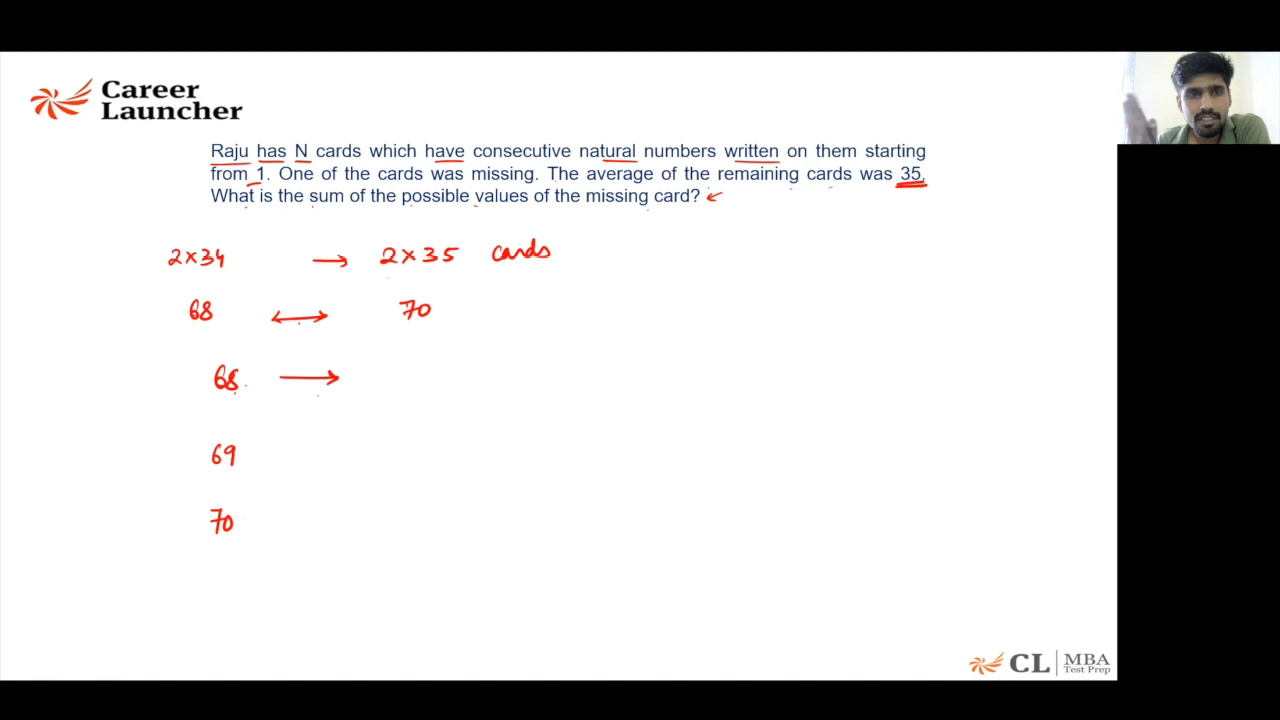 Career
Launcher
Raju has N cards which have consecutive natural numbers written on them starting
from 1. One of the cards was missing. The average of the remaining cards was 35.
What is the sum of the possible values of the missing card? ←
2×34 → 2×35 cards
68 ↔ 70
68 →
69
70
CL | MBA
Test Prep